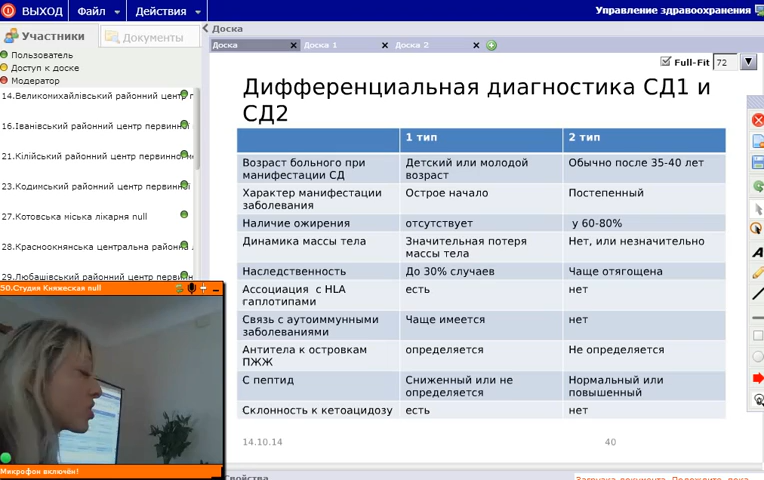 ВЫХОД Файл Действия Управление здравоохранения
Участники Документы
Пользователь
Доступ к доске
Модератор
14.Великомихайлівський районний центр
16.Іванівський районний центр первинно
21.Кілійський районний центр первинної
23.Кодимський районний центр первинної
27.Котовська міська лікарня null
28.Красноокнянська центральна районна
29.Любашівський районний центр первинн
50.Студия Княжеская null
Микрофон включён!
Доска
Доска Доска 1 Доска 2
Full-Fit 72
Дифференциальная диагностика СД1 и
СД2
1 тип 2 тип
Возраст больного при
манифестации СД
Детский или молодой
возраст
Обычно после 35-40 лет
Характер манифестации
заболевания
Острое начало
Постепенный
Наличие ожирения отсутствует у 60-80%
Динамика массы тела
Значительная потеря
массы тела
Нет, или незначительно
Наследственность До 30% случаев Чаще отягощена
Ассоциация с HLA
гаплотипами
есть
нет
Связь с аутоиммунными
заболеваниями
Чаще имеется
нет
Антитела к островкам
ПЖЖ
определяется
Не определяется
С пептид
Сниженный или не
определяется
Нормальный или
повышенный
Склонность к кетоацидозу есть нет
14.10.14 40